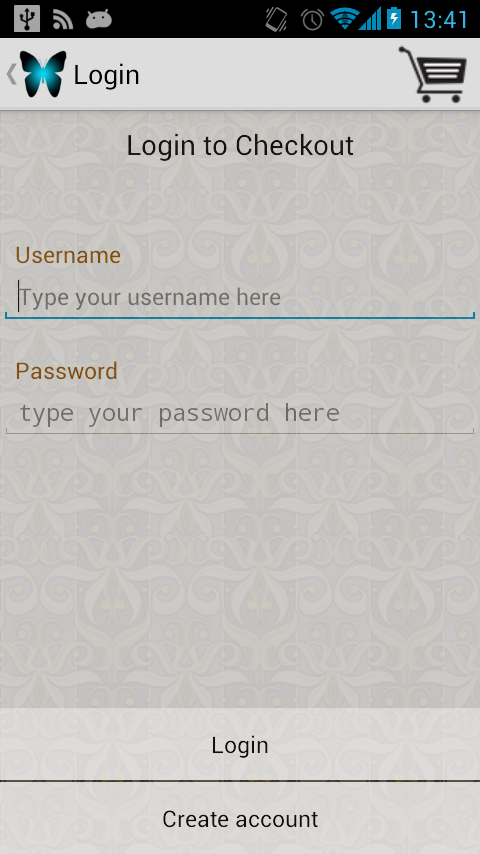 13:41
Login
Login to Checkout
Username
Type your username here
Password
type your password here
Login
Create account